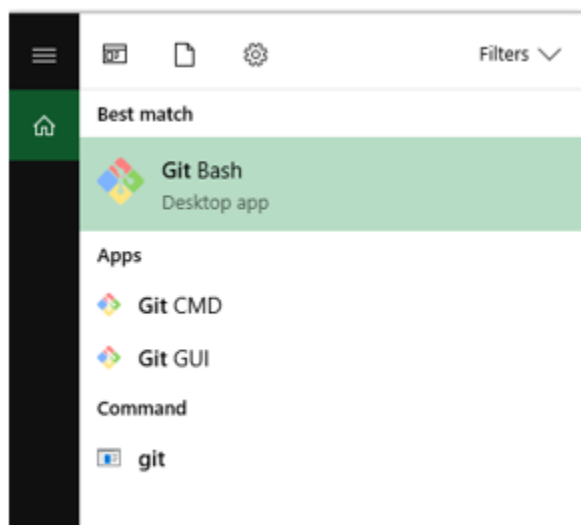 Filters
Best match
Git Bash
Desktop app
Apps
Git CMD
Git GUI
Command
git